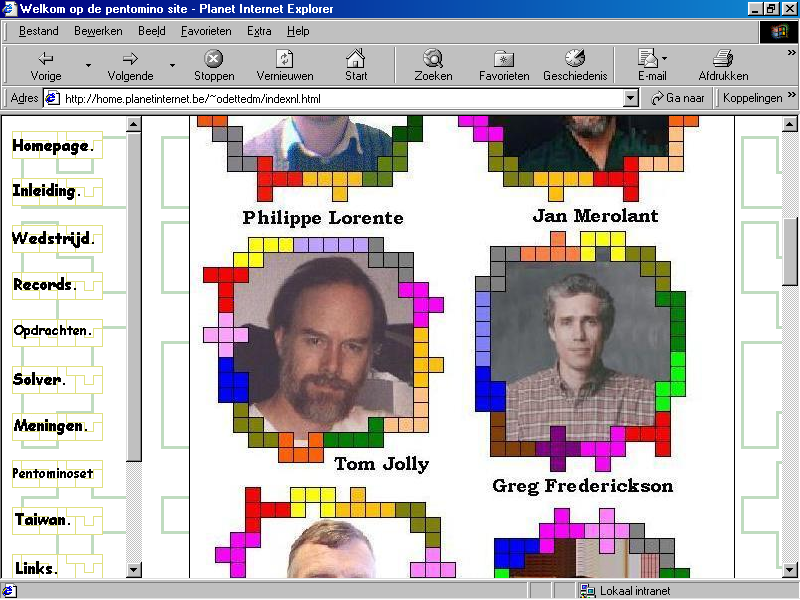 Welkom op de pentomino site - Planet Internet Explorer
Bestand Bewerken Beeld Favorieten Extra Help
Vorige Volgende Stoppen Vernieuwen Start Zoeken Favorieten Geschiedenis E-mail Afdrukken
Adres http://home.planetinternet.be/~odettedm/indexnl.html Ga naar Koppelingen
Homepage.
Inleiding.
Wedstrijd.
Records.
Opdrachten.
Solver.
Meningen.
Pentominoset
Taiwan.
Links.
Philippe Lorente
Jan Merolant
Tom Jolly
Greg Frederickson
Lokaal intranet